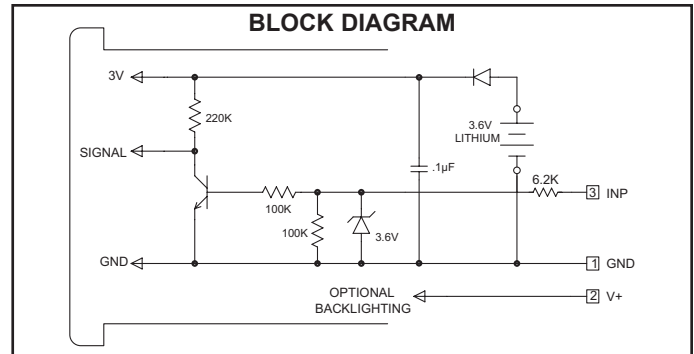 BLOCK DIAGRAM
3V
220K
3.6V
LITHIUM
SIGNAL
.1µF
6.2K
3 INP
100K
100K
3.6V
GND
1 GND
OPTIONAL
BACKLIGHTING
2 V+